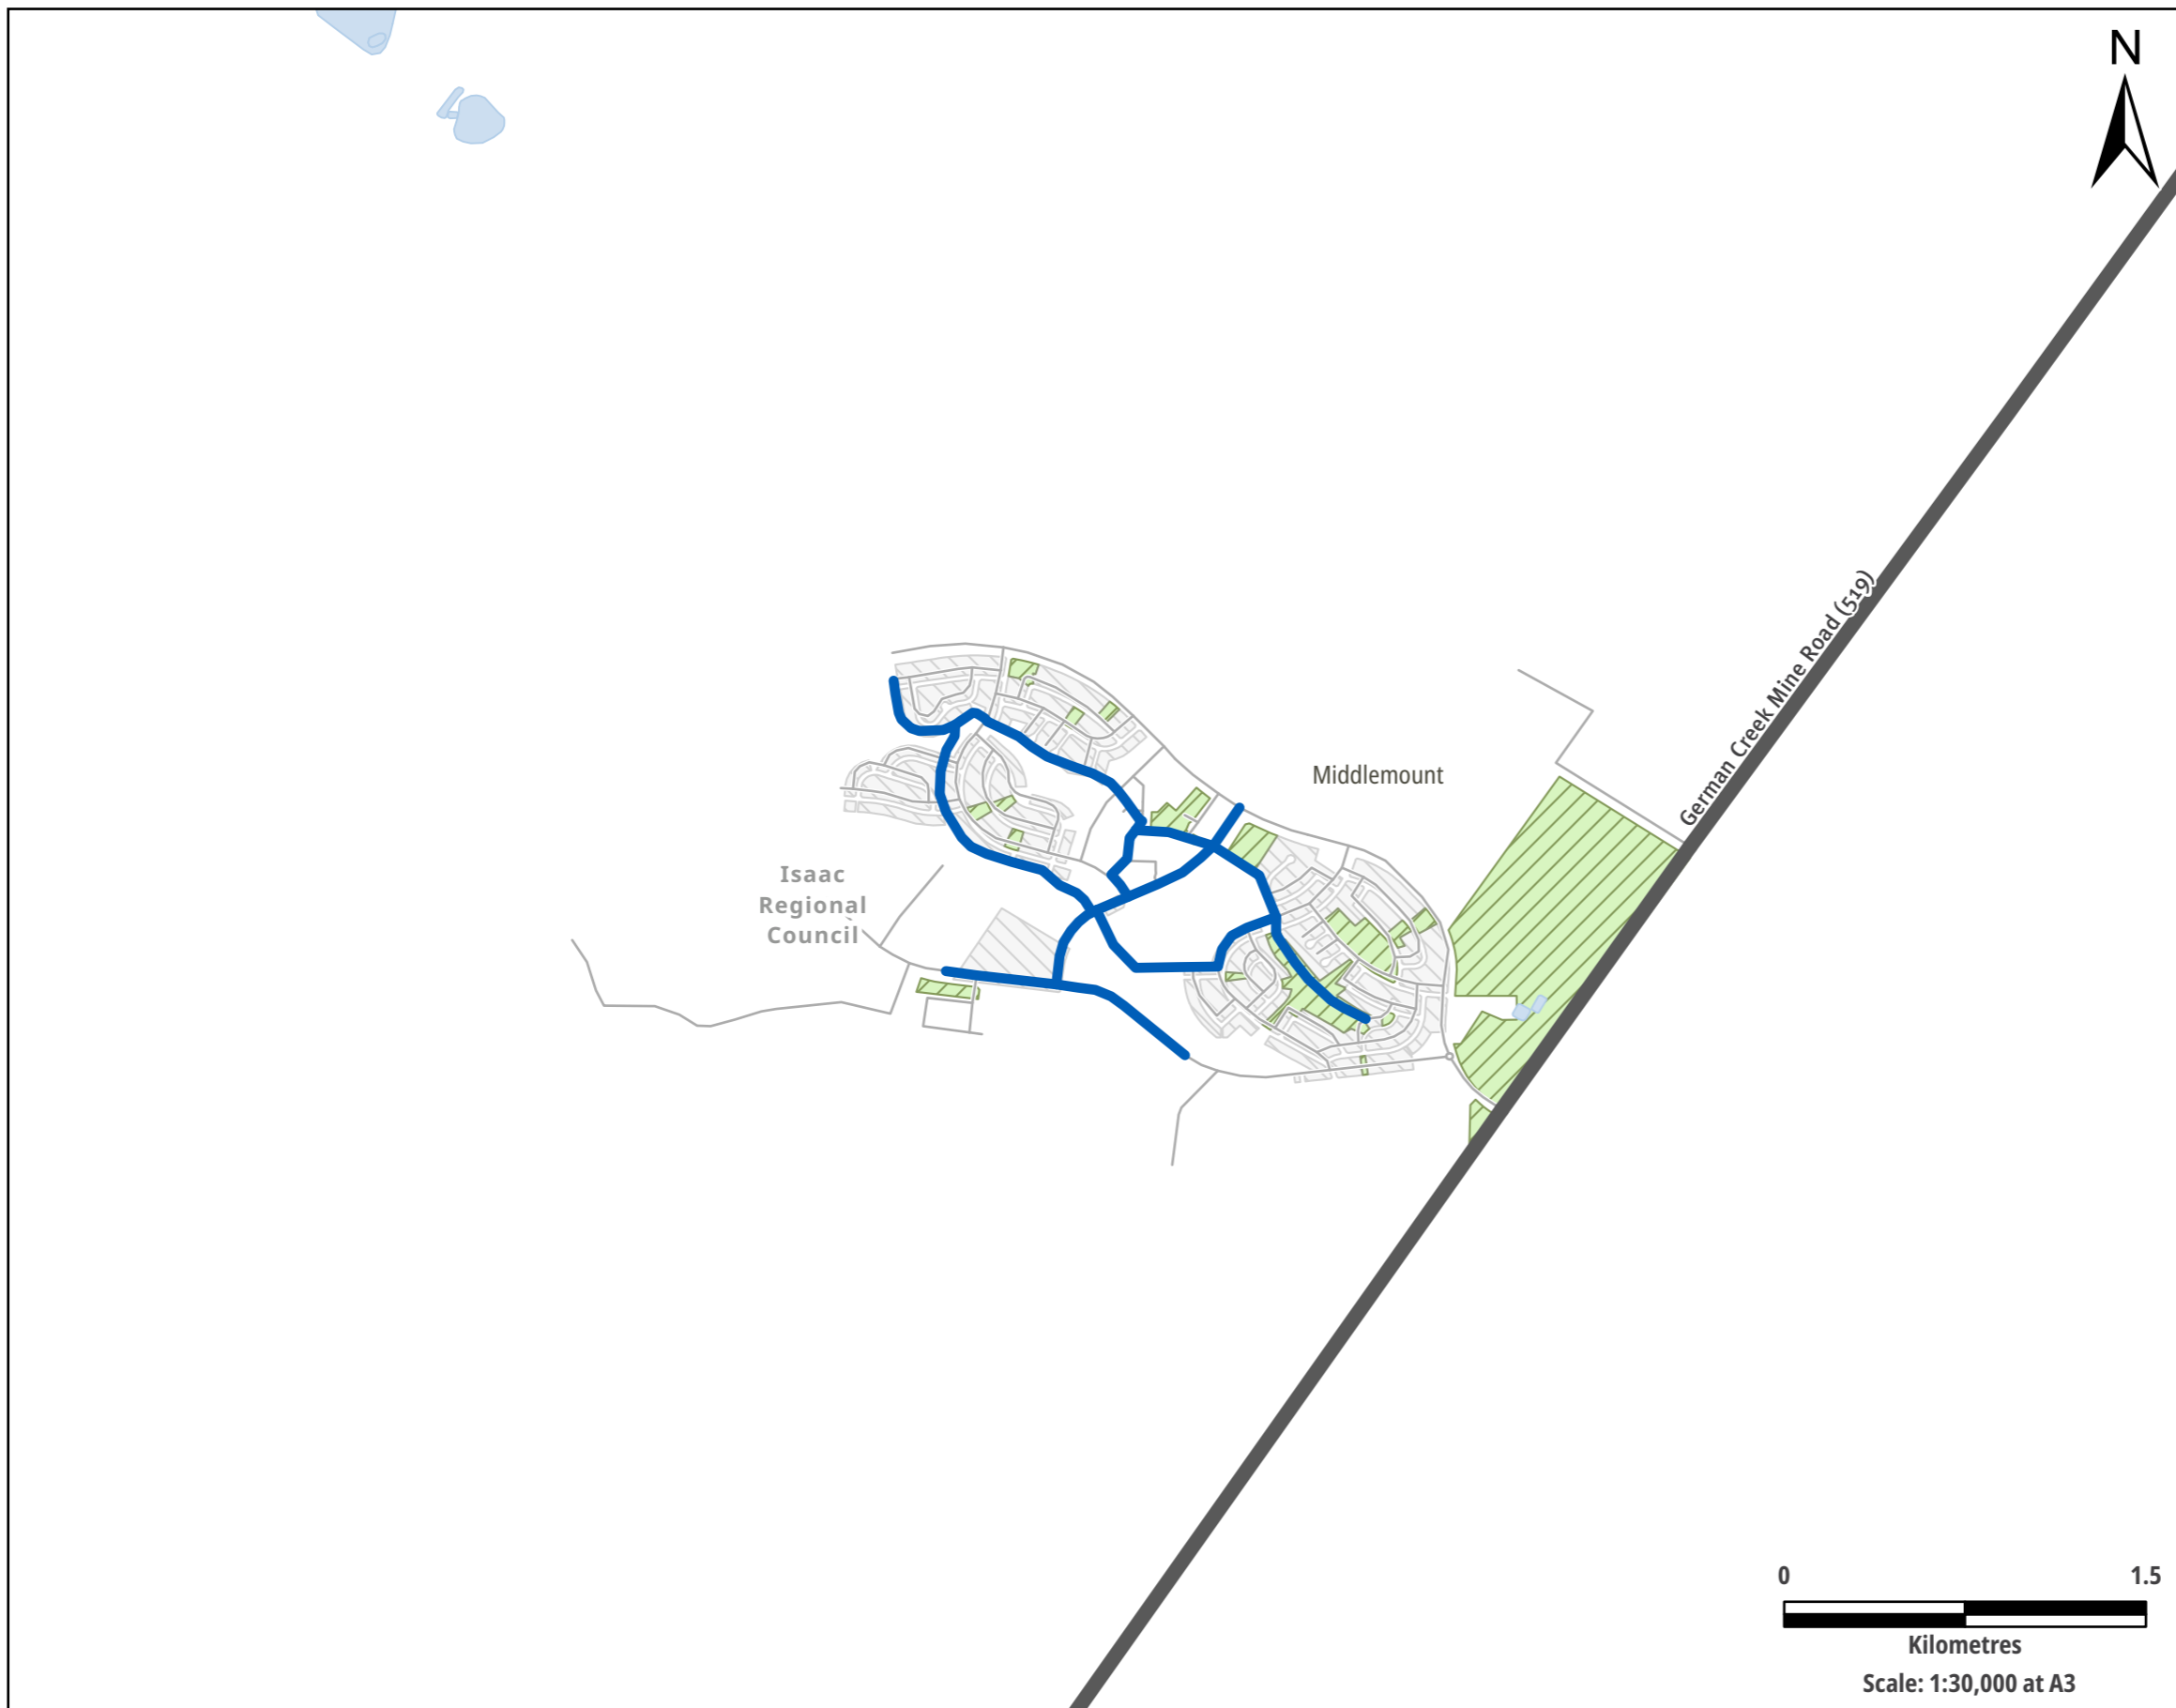 N
German Creek Mine Road (519)
Middlemount
Isaac
Regional
Council
0 1.5
Kilometres
Scale: 1:30,000 at A3